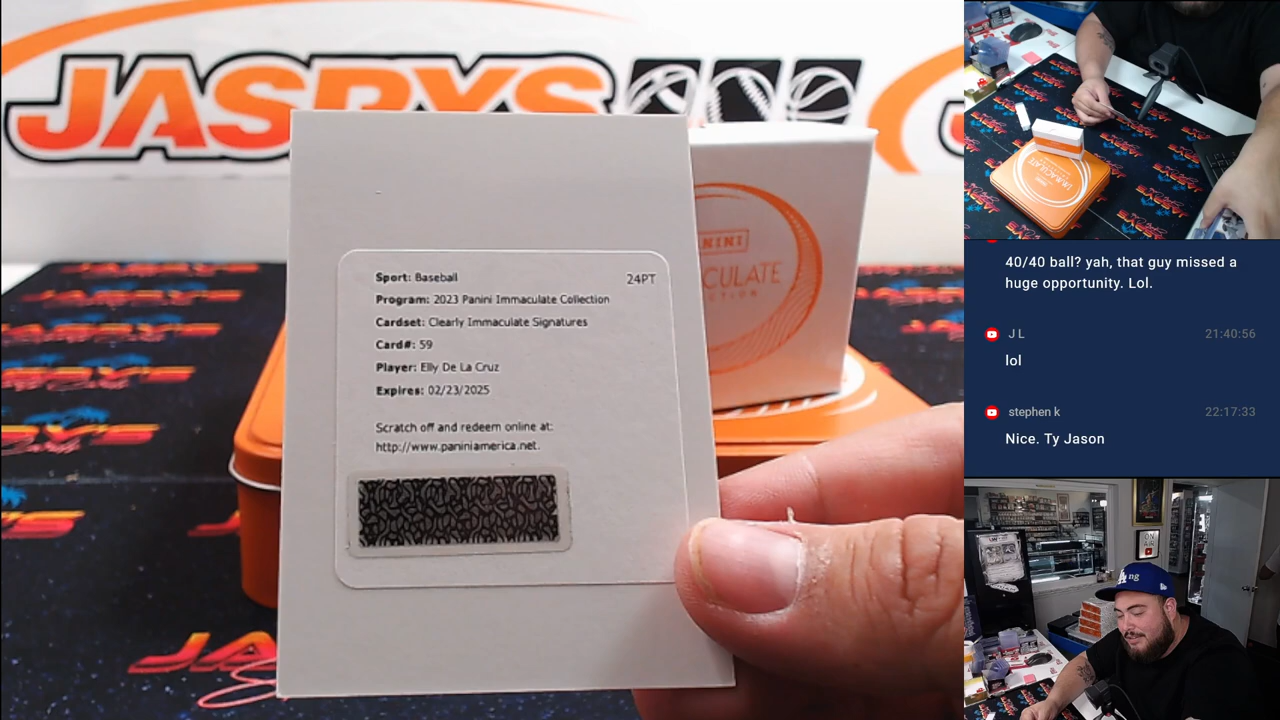 JASPYS
Sport: Baseball
24PT
Program: 2023 Panini Immaculate Collection
Cardset: Clearly Immaculate Signatures
Card#: 59
Player: Elly De La Cruz
Expires: 02/23/2025
Scratch off and redeem online at:
http://www.paniniamerica.net.
40/40 ball? yah, that guy missed a
huge opportunity. Lol.
J L 21:40:56
lol
stephen k 22:17:33
Nice. Ty Jason
ON
AIR